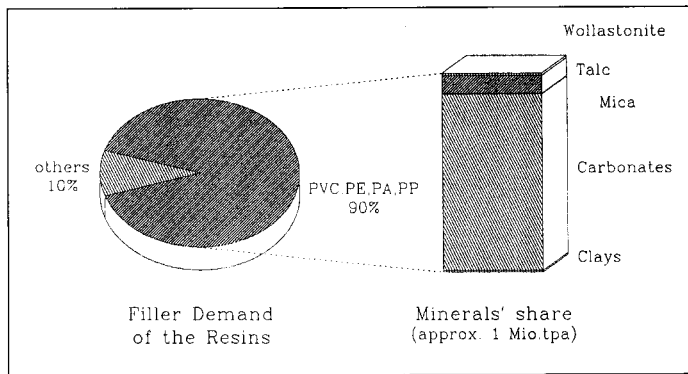 Wollastonite
Talc
Mica
Carbonates
Clays
others
10%
PVC.PE,PA,PP
90%
Filler Demand
of the Resins
Minerals' share
(approx. 1 Mio.tpa)